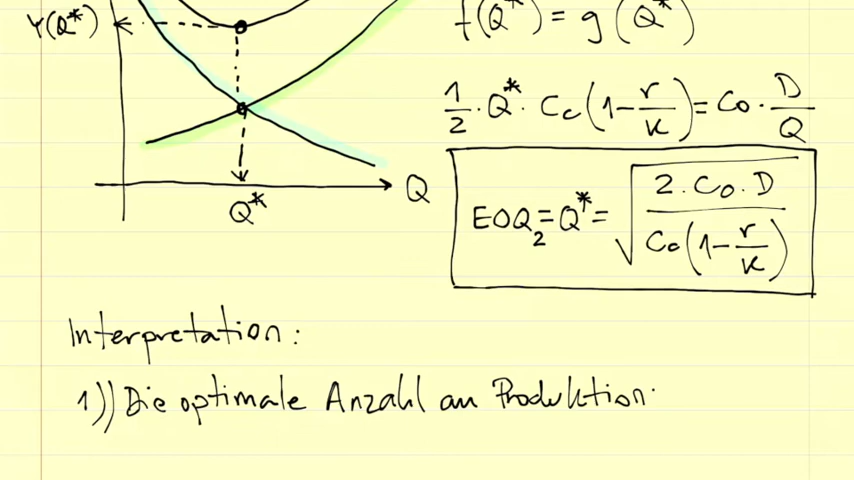 Y(Q*)
f(Q*) = g(Q*)
1/2 · Q* · Cc(1 - r/k) = Co · D/Q
Q
Q*
EOQ₂ = Q* = √(2 · Co · D / Cc(1 - r/k))
Interpretation:
1)) Die optimale Anzahl an Produktion.